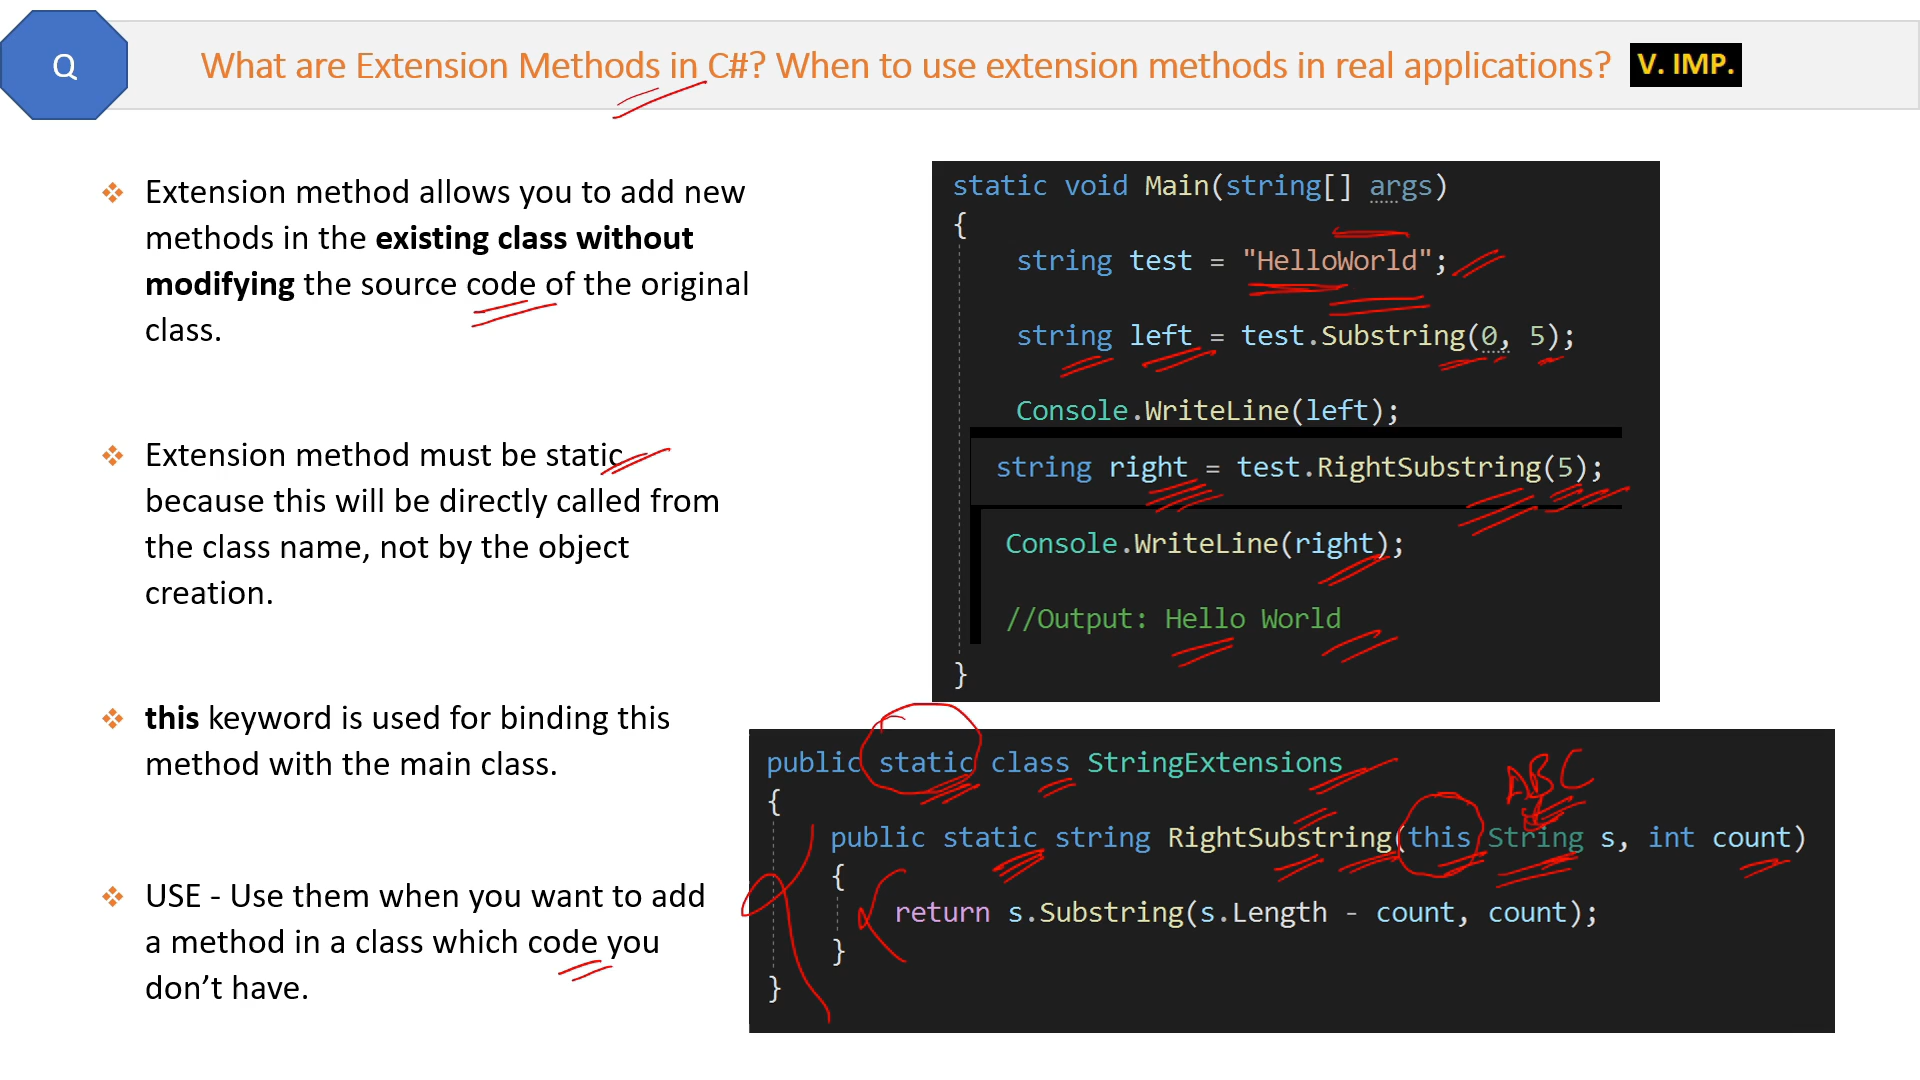 Q
What are Extension Methods in C#? When to use extension methods in real applications?
V. IMP.
Extension method allows you to add new
methods in the existing class without
modifying the source code of the original
class.
Extension method must be static
because this will be directly called from
the class name, not by the object
creation.
this keyword is used for binding this
method with the main class.
USE - Use them when you want to add
a method in a class which code you
don’t have.
static void Main(string[] args)
{
string test = "HelloWorld";
string left = test.Substring(0, 5);
Console.WriteLine(left);
string right = test.RightSubstring(5);
Console.WriteLine(right);
//Output: Hello World
}
public static class StringExtensions
{
ABC
public static string RightSubstring(this String s, int count)
{
return s.Substring(s.Length - count, count);
}
}